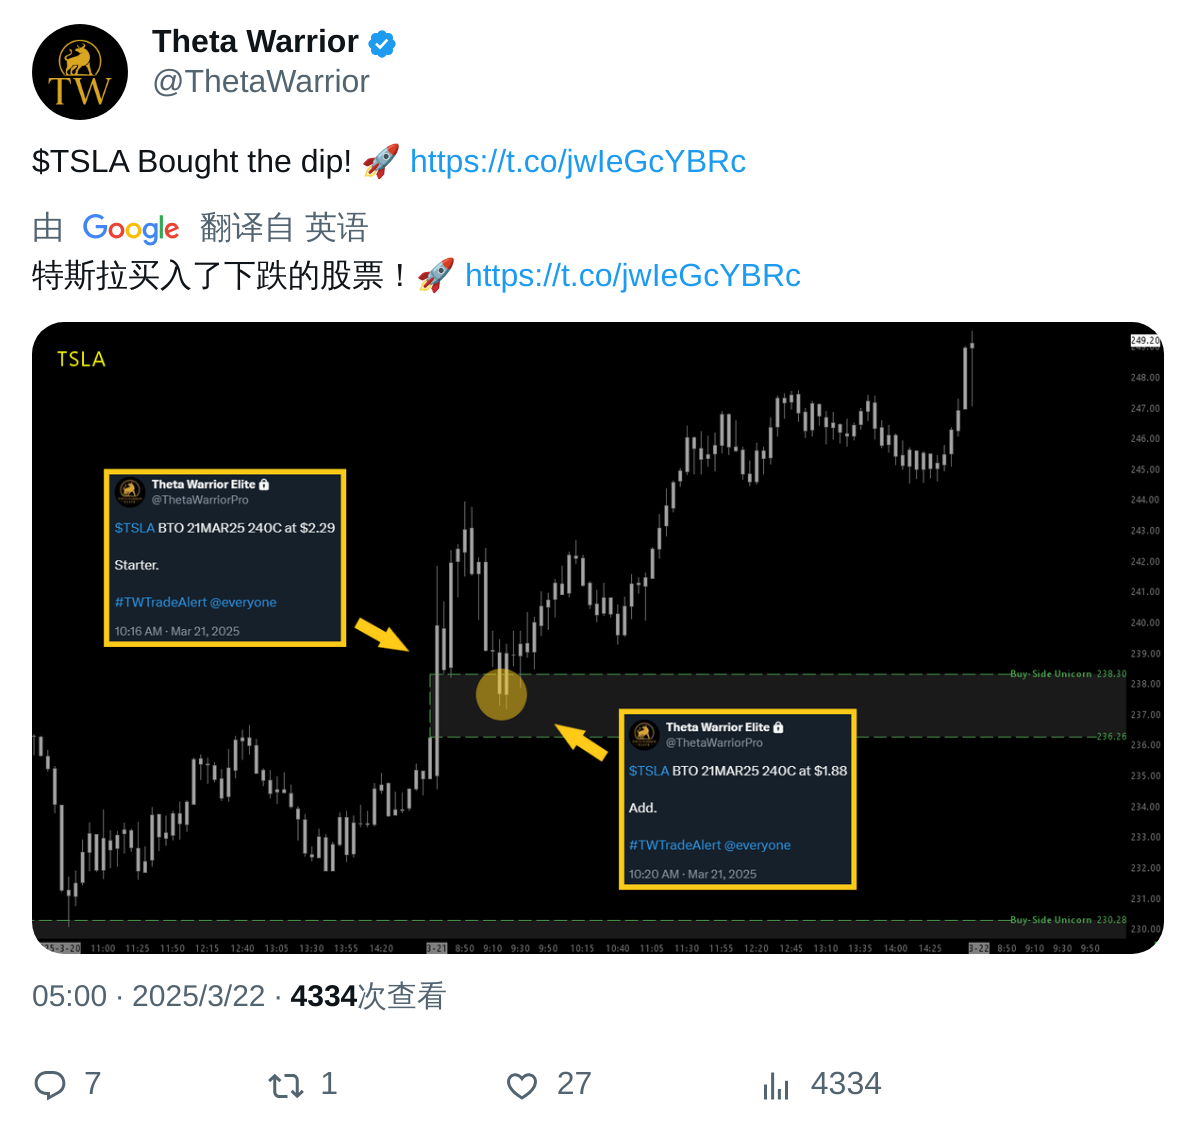 Theta Warrior
@ThetaWarrior
TW
$TSLA Bought the dip! 🚀 https://t.co/jwIeGcYBRc
由 Google 翻译自 英语
特斯拉买入了下跌的股票！🚀 https://t.co/jwIeGcYBRc
TSLA
249.20
248.00
247.00
246.00
245.00
244.00
243.00
242.00
241.00
240.00
239.00
238.00
237.00
236.00
235.00
234.00
233.00
232.00
231.00
230.00
Theta Warrior Elite
@ThetaWarriorPro
$TSLA BTO 21MAR25 240C at $2.29
Starter.
#TWTradeAlert @everyone
10:16 AM · Mar 21, 2025
Buy-Side Unicorn 238.30
236.26
Theta Warrior Elite
@ThetaWarriorPro
$TSLA BTO 21MAR25 240C at $1.88
Add.
#TWTradeAlert @everyone
10:20 AM · Mar 21, 2025
Buy-Side Unicorn 230.28
25-3-20 11:00 11:25 11:50 12:15 12:40 13:05 13:30 13:55 14:20 3-21 8:50 9:10 9:30 9:50 10:15 10:40 11:05 11:30 11:55 12:20 12:45 13:10 13:35 14:00 14:25 3-22 8:50 9:10 9:30 9:50
05:00 · 2025/3/22 · 4334次查看
7 1 27 4334